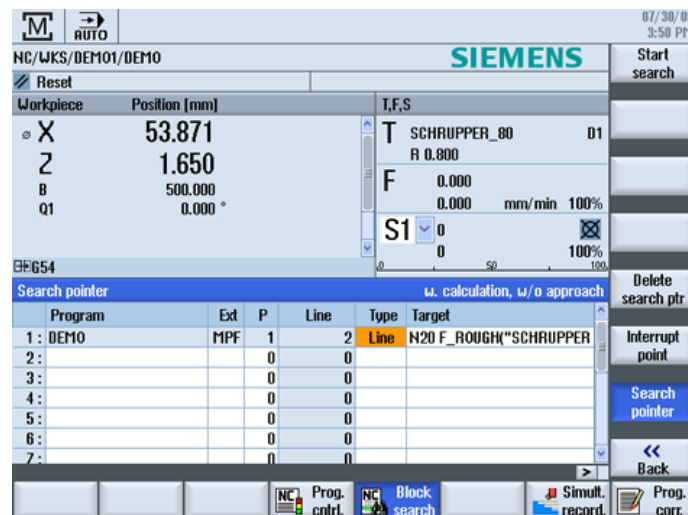 M AUTO
07/30/0
3:50 PM
NC/WKS/DEMO1/DEMO SIEMENS
Start search
Reset
Workpiece Position [mm] T,F,S
⌀ X 53.871
T SCHRUPPER_80 D1
R 0.800
Z 1.650
B 500.000
F 0.000
0.000 mm/min 100%
Q1 0.000 °
S1 0
0 100%
G54
0 50 100
Delete search ptr
Search pointer w. calculation, w/o approach
Program Ext P Line Type Target
1: DEMO MPF 1 2 Line N20 F_ROUGH("SCHRUPPER
2: 0 0
3: 0 0
4: 0 0
5: 0 0
6: 0 0
7: 0 0
Interrupt point
Search pointer
<<
Back
>
NC Prog. cntrl.
NC Block search
Simult. record.
Prog. corr.